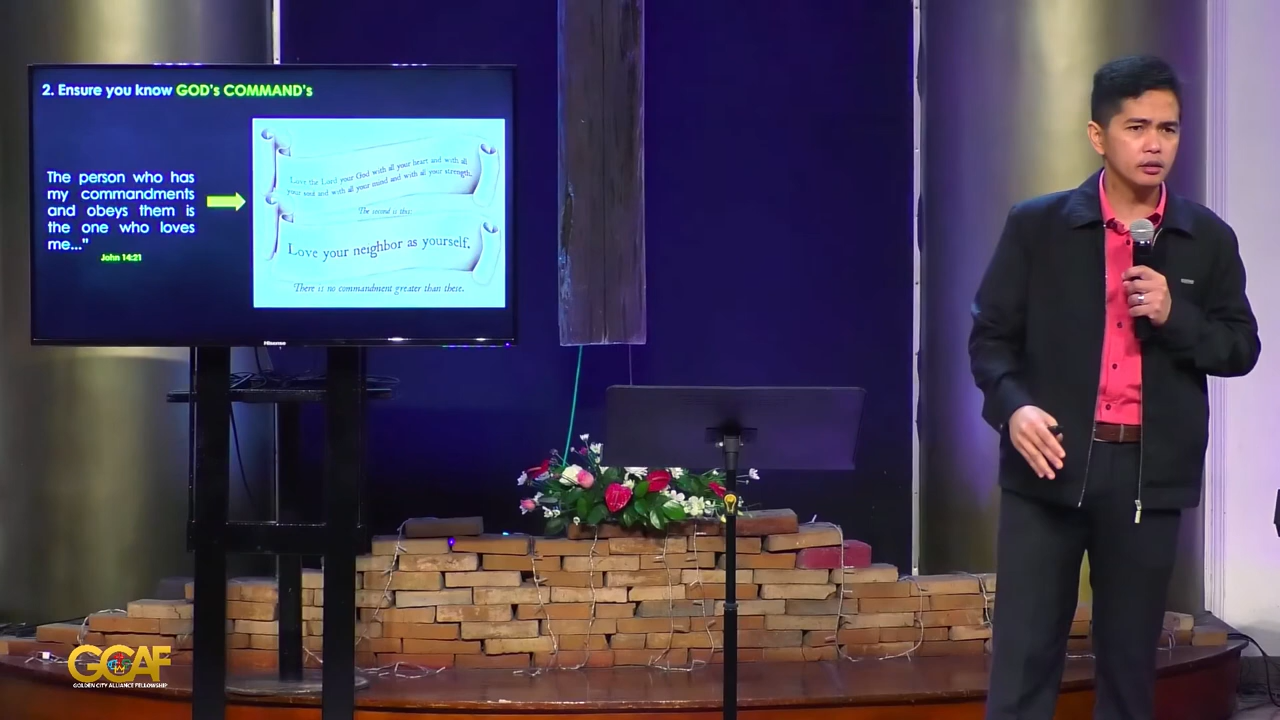 2. Ensure you know GOD's COMMAND's
The person who has
my commandments
and obeys them is
the one who loves
me..."
John 14:21
Love the Lord your God with all your heart and with all
your soul and with all your mind and with all your strength.
The second is this:
Love your neighbor as yourself.
There is no commandment greater than these.
Hisense
GCAF
GOLDEN CITY ALLIANCE FELLOWSHIP